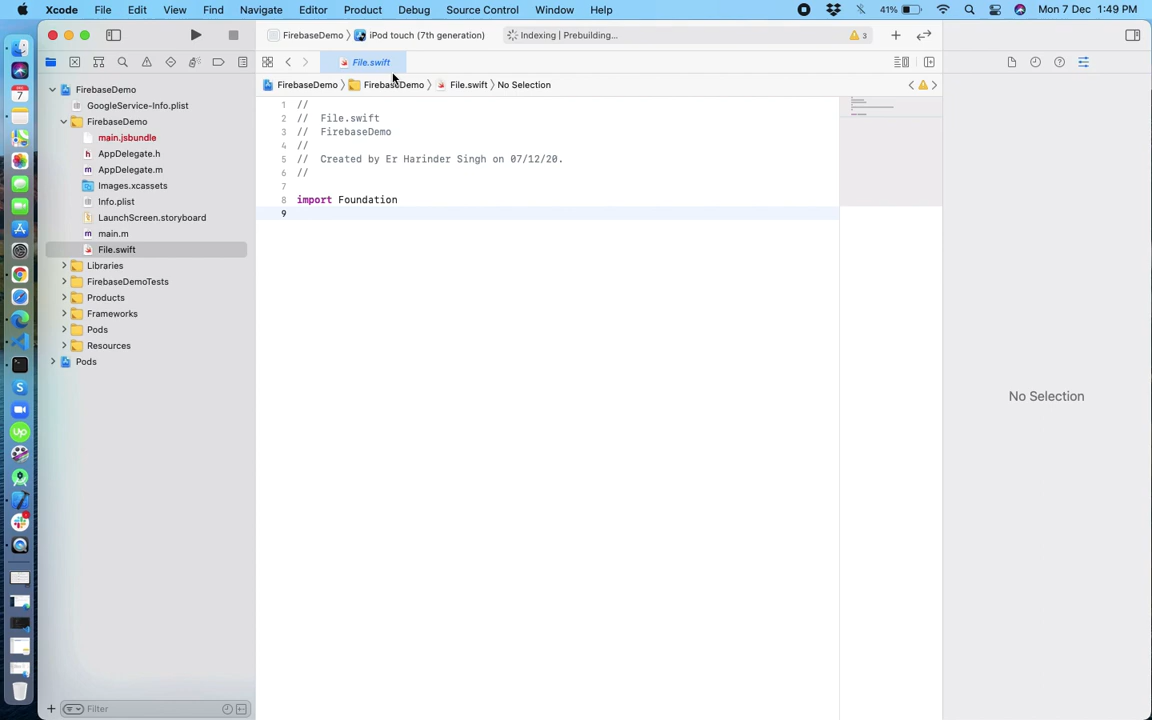 Xcode File Edit View Find Navigate Editor Product Debug Source Control Window Help 41% Mon 7 Dec 1:49 PM
FirebaseDemo iPod touch (7th generation) Indexing | Prebuilding... 3
File.swift
FirebaseDemo FirebaseDemo File.swift No Selection
FirebaseDemo
GoogleService-Info.plist
FirebaseDemo
main.jsbundle
AppDelegate.h
AppDelegate.m
Images.xcassets
Info.plist
LaunchScreen.storyboard
main.m
File.swift
Libraries
FirebaseDemoTests
Products
Frameworks
Pods
Resources
Pods
Filter
1 //
2 // File.swift
3 // FirebaseDemo
4 //
5 // Created by Er Harinder Singh on 07/12/20.
6 //
7
8 import Foundation
9
No Selection